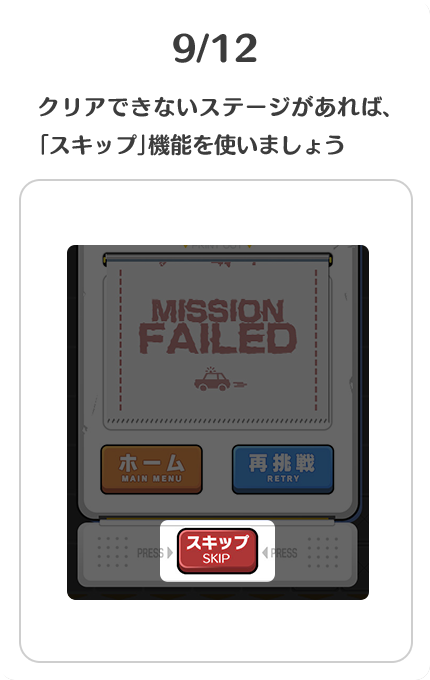 9/12
クリアできないステージがあれば、
「スキップ」機能を使いましょう
MISSION
FAILED
ホーム
MAIN MENU
再挑戦
RETRY
PRESS
スキップ
SKIP
PRESS